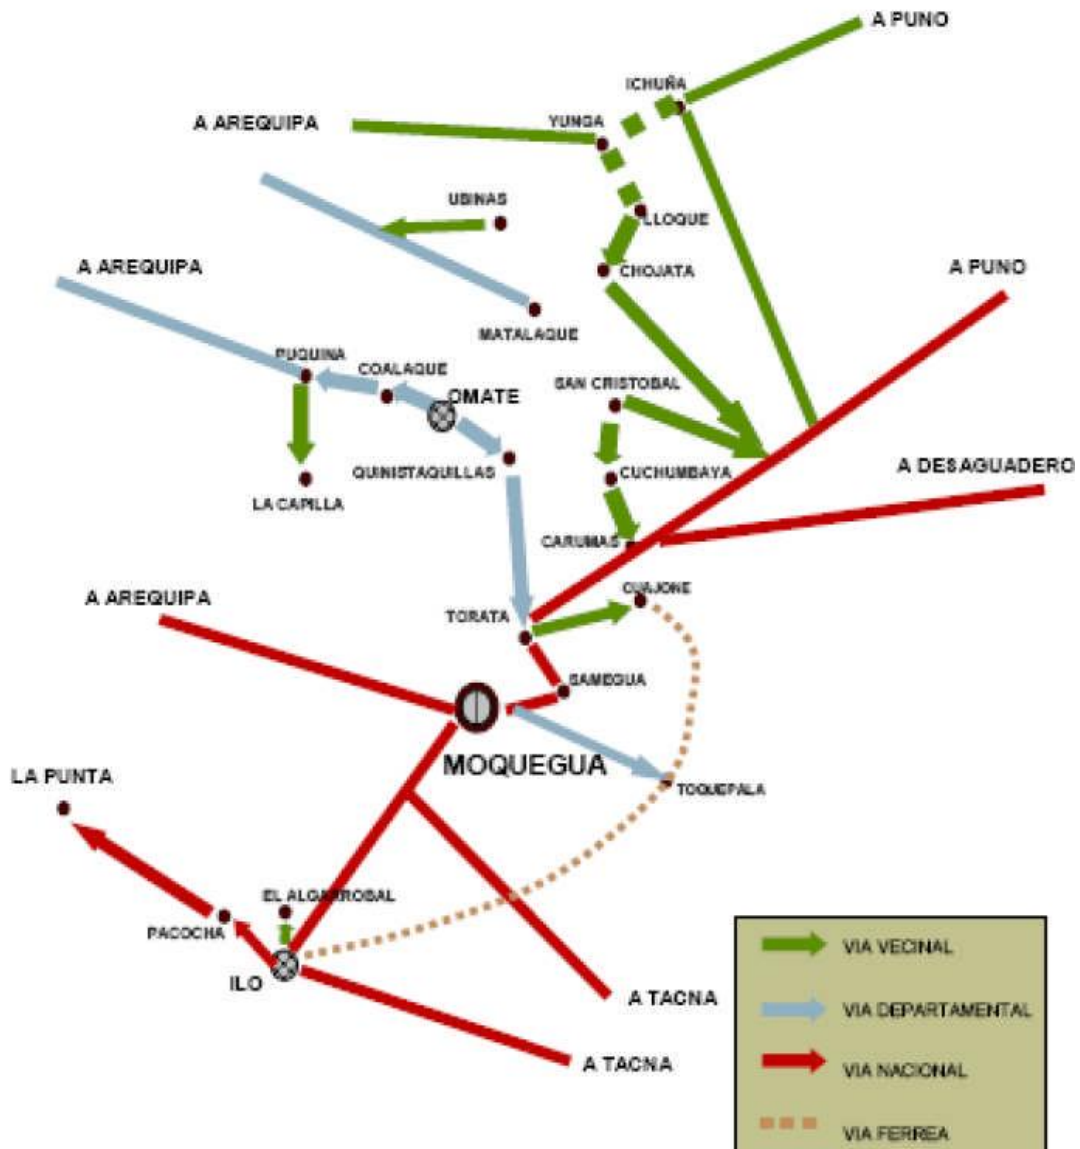 A PUNO
ICHUÑA
A AREQUIPA
YUNGA
UBINAS
LLOQUE
A AREQUIPA
CHOJATA
A PUNO
MATALAQUE
PUQUINA
COALAQUE
OMATE
SAN CRISTOBAL
QUINISTAQUILLAS
CUCHUMBAYA
A DESAGUADERO
LA CAPILLA
CARUMAS
A AREQUIPA
CUAJONE
TORATA
SAMEGUA
MOQUEGUA
LA PUNTA
TOQUEPALA
EL ALGARROBAL
PACOCHA
ILO
A TACNA
A TACNA
VIA VECINAL
VIA DEPARTAMENTAL
VIA NACIONAL
VIA FERREA